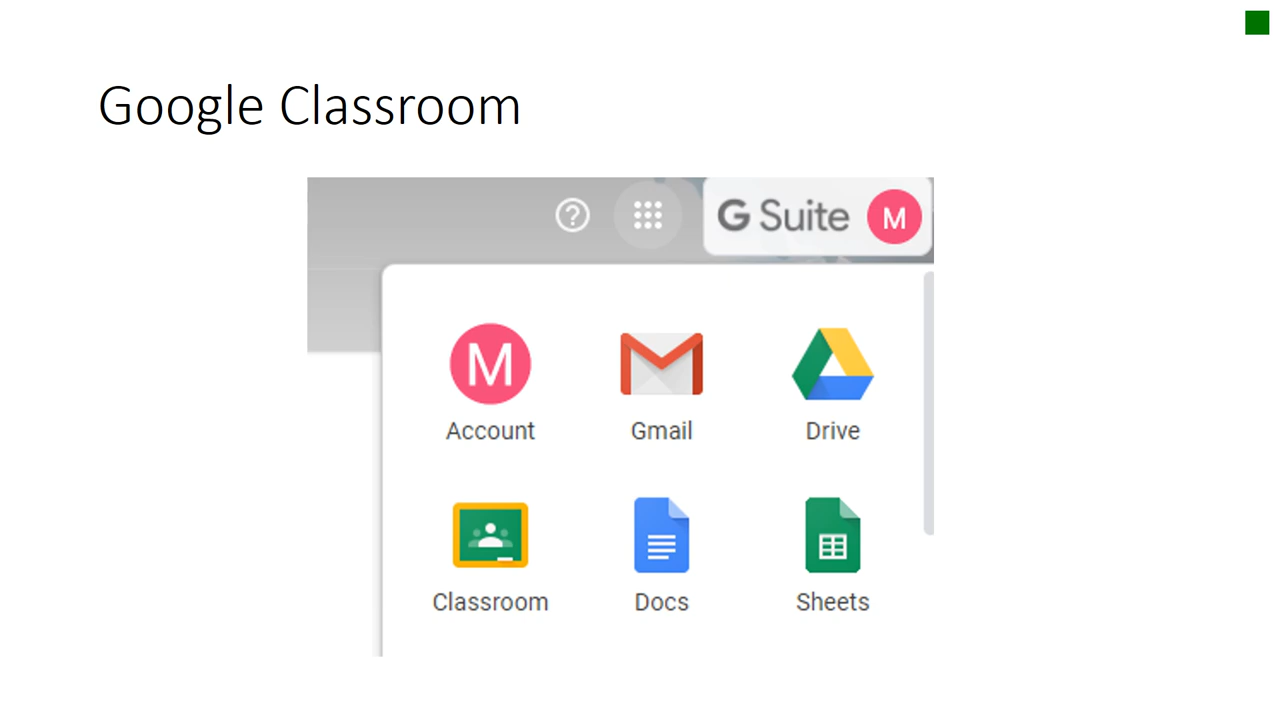 Google Classroom
G Suite M
M
Account Gmail Drive
Classroom Docs Sheets